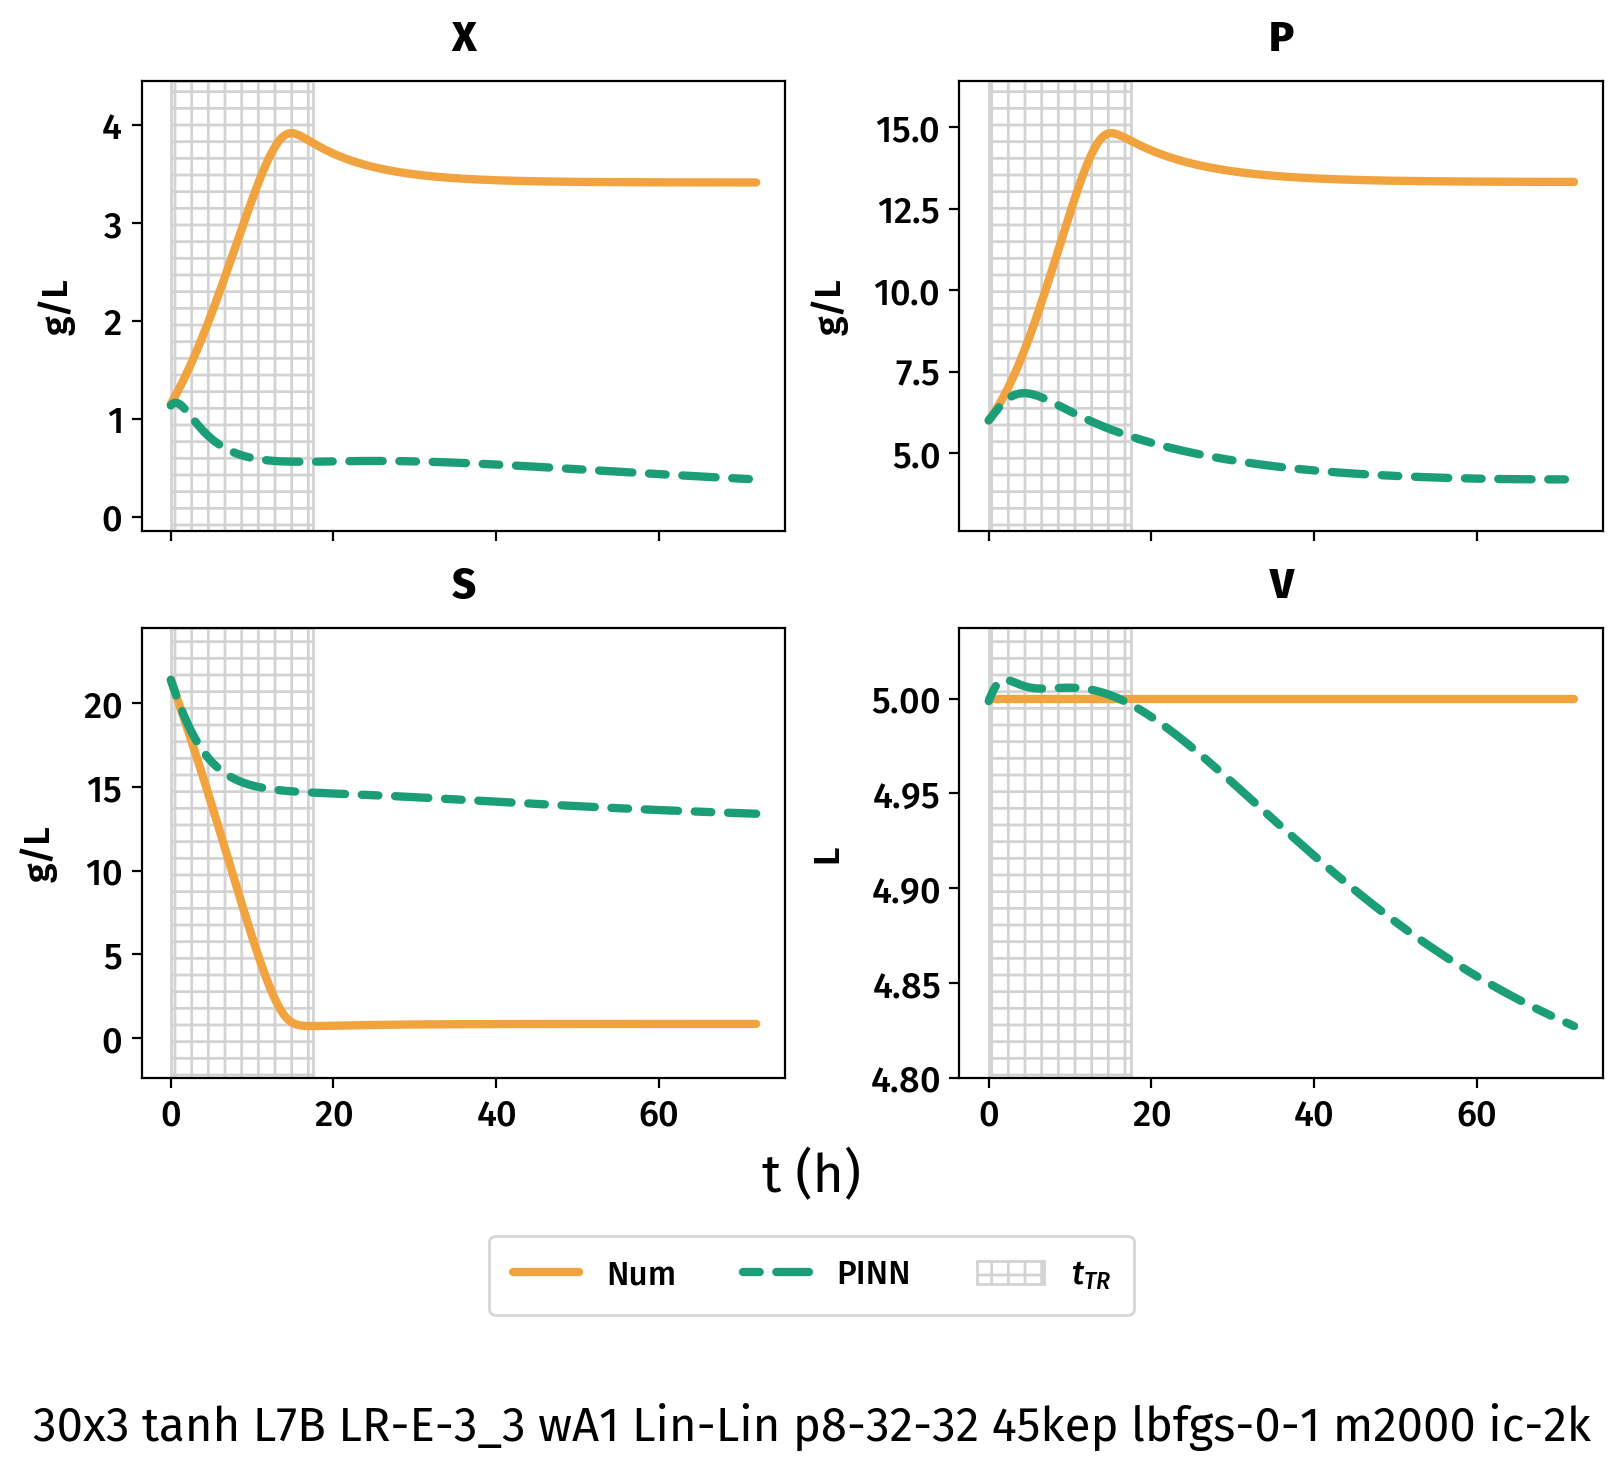 X
4
3
2
1
0
g/L
P
15.0
12.5
10.0
7.5
5.0
g/L
S
20
15
10
5
0
g/L
0 20 40 60
V
5.00
4.95
4.90
4.85
4.80
L
0 20 40 60
t (h)
Num PINN t_TR
30x3 tanh L7B LR-E-3_3 wA1 Lin-Lin p8-32-32 45kep lbfgs-0-1 m2000 ic-2k